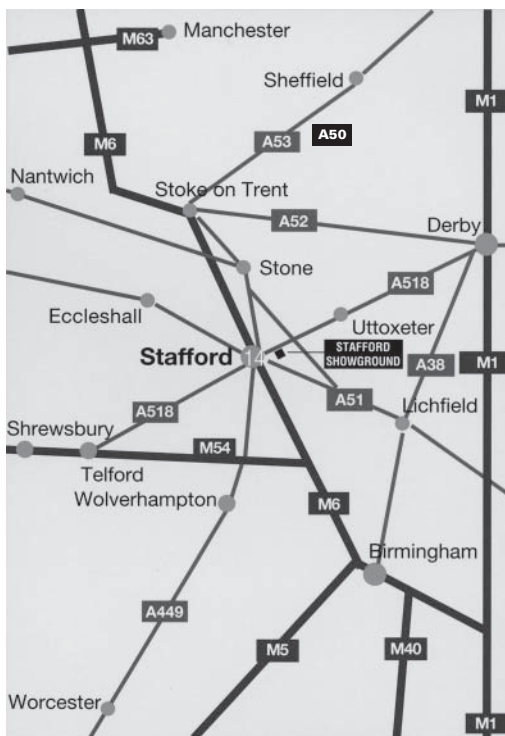 Manchester
M63
Sheffield
M1
A53
A50
M6
Nantwich
Stoke on Trent
A52
Derby
Stone
A518
Eccleshall
Uttoxeter
Stafford
14
STAFFORD
SHOWGROUND
A38
M1
A51
A518
Lichfield
Shrewsbury
M54
Telford
Wolverhampton
M6
Birmingham
A449
M5
M40
Worcester
M1